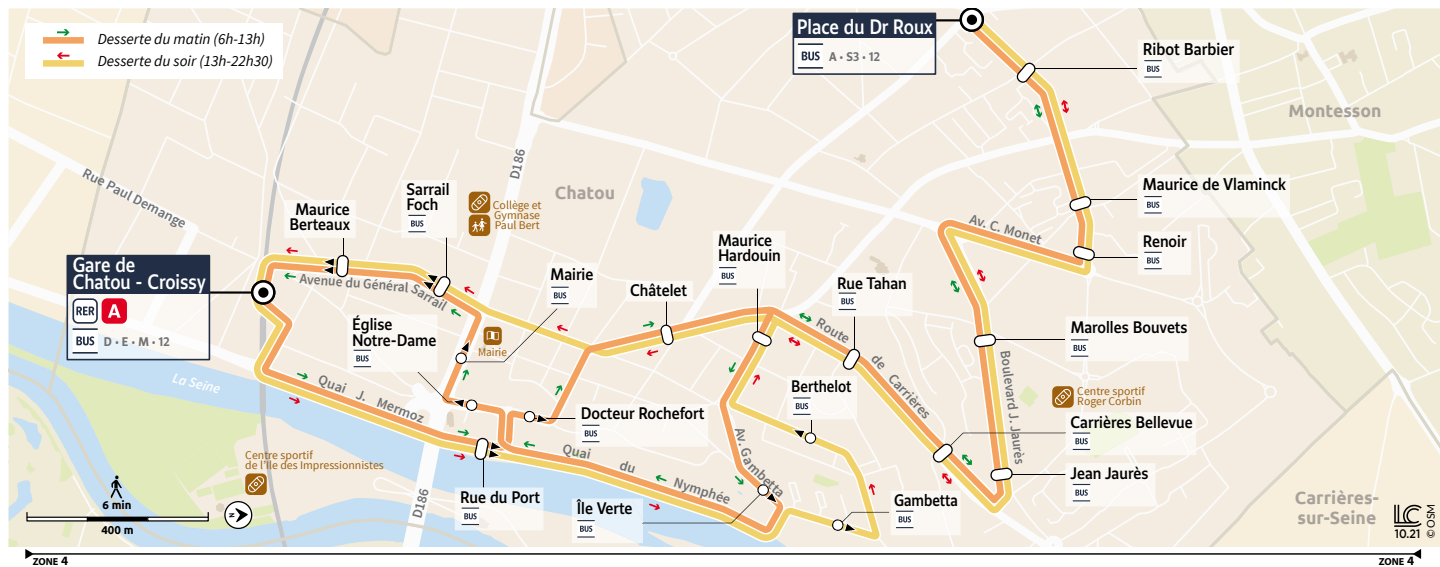 Desserte du matin (6h-13h)
Desserte du soir (13h-22h30)
Place du Dr Roux
BUS A • S3 • 12
Ribot Barbier
BUS
Montesson
Maurice de Vlaminck
BUS
Renoir
BUS
Av. C. Monet
Marolles Bouvets
BUS
Boulevard J. Jaurès
Centre sportif
Roger Corbin
Carrières Bellevue
BUS
Jean Jaurès
BUS
Carrières-
sur-Seine
Rue Paul Demange
D186
Chatou
Collège et
Gymnase
Paul Bert
Sarrail
Foch
BUS
Maurice
Berteaux
Gare de
Chatou - Croissy
RER A
BUS D • E • M • 12
Avenue du Général Sarrail
Mairie
BUS
Mairie
Église
Notre-Dame
BUS
Châtelet
BUS
Maurice
Hardouin
BUS
Rue Tahan
BUS
Route de Carrières
Berthelot
BUS
Docteur Rochefort
BUS
La Seine
Quai J. Mermoz
Quai du Nymphée
Av. Gambetta
Centre sportif
de l'Ile des Impressionnistes
Rue du Port
BUS
D186
Île Verte
BUS
Gambetta
BUS
6 min
400 m
N
LC
10.21
© OSM
ZONE 4
ZONE 4